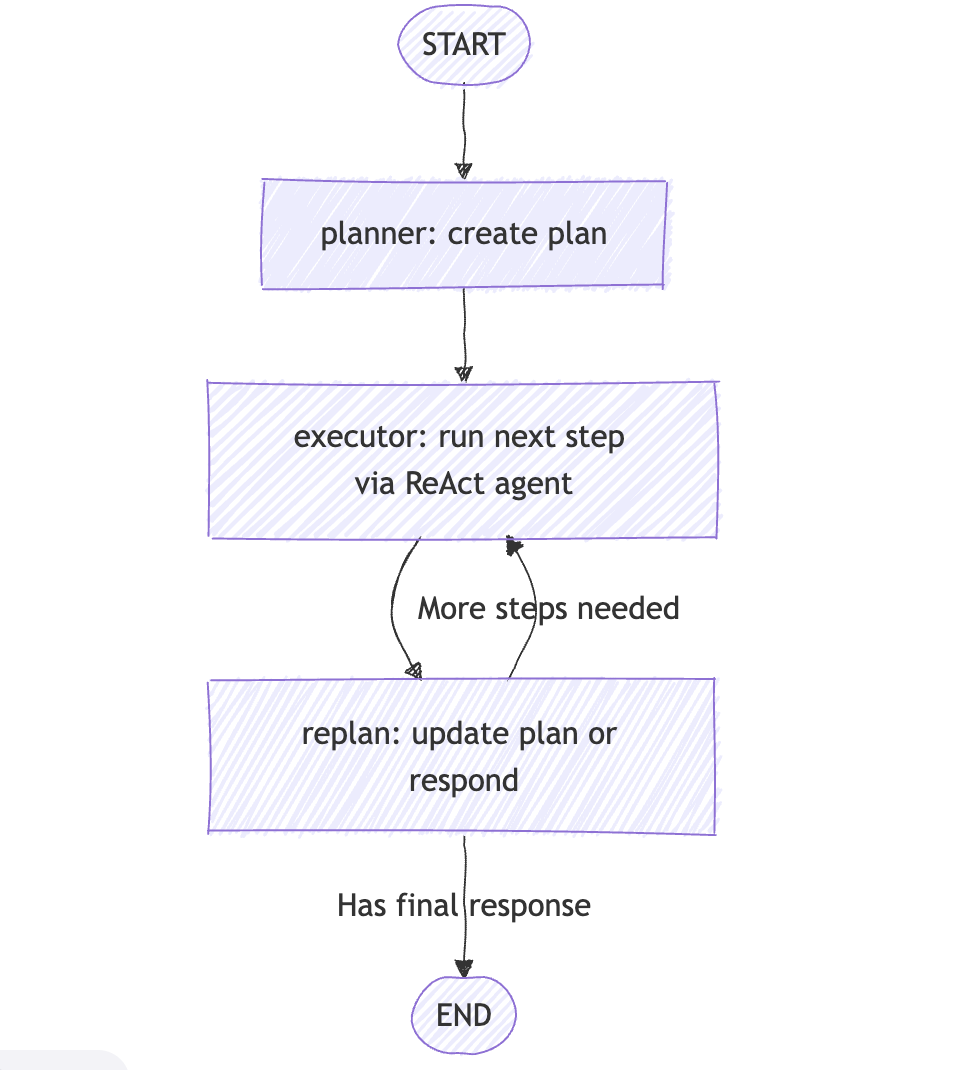 START
planner: create plan
executor: run next step
via ReAct agent
More steps needed
replan: update plan or
respond
Has final response
END